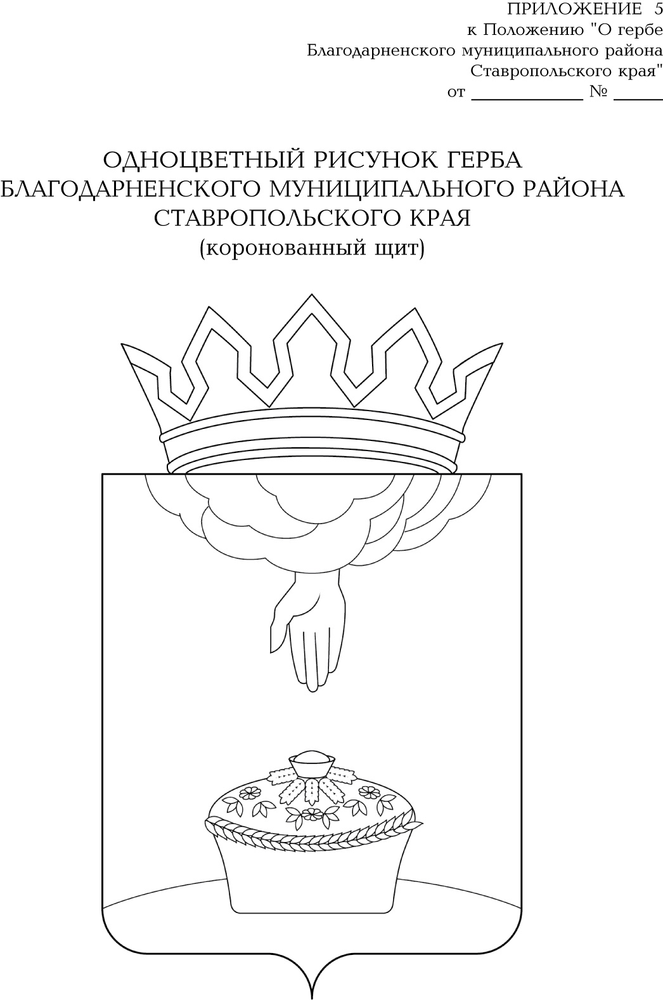 ПРИЛОЖЕНИЕ 5
к Положению "О гербе
Благодарненского муниципального района
Ставропольского края"
от ____________ № _____
ОДНОЦВЕТНЫЙ РИСУНОК ГЕРБА
БЛАГОДАРНЕНСКОГО МУНИЦИПАЛЬНОГО РАЙОНА
СТАВРОПОЛЬСКОГО КРАЯ
(коронованный щит)